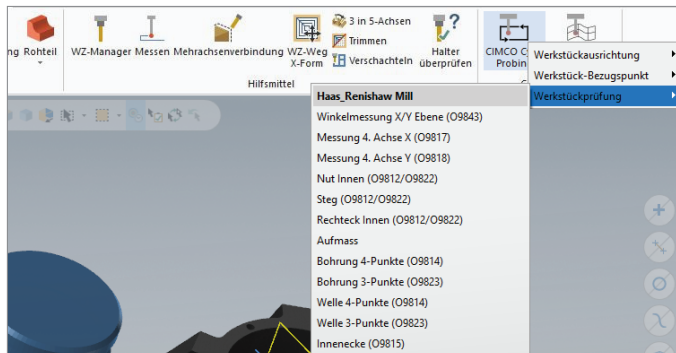 3 in 5-Achsen
Trimmen
Verschachteln
ng Rohteil
WZ-Manager Messen Mehrachsenverbindung WZ-Weg X-Form
Halter überprüfen
CIMCO C
Probin
Hilfsmittel
Werkstückausrichtung
Werkstück-Bezugspunkt
Werkstückprüfung
Haas_Renishaw Mill
Winkelmessung X/Y Ebene (O9843)
Messung 4. Achse X (O9817)
Messung 4. Achse Y (O9818)
Nut Innen (O9812/O9822)
Steg (O9812/O9822)
Rechteck Innen (O9812/O9822)
Aufmass
Bohrung 4-Punkte (O9814)
Bohrung 3-Punkte (O9823)
Welle 4-Punkte (O9814)
Welle 3-Punkte (O9823)
Innenecke (O9815)